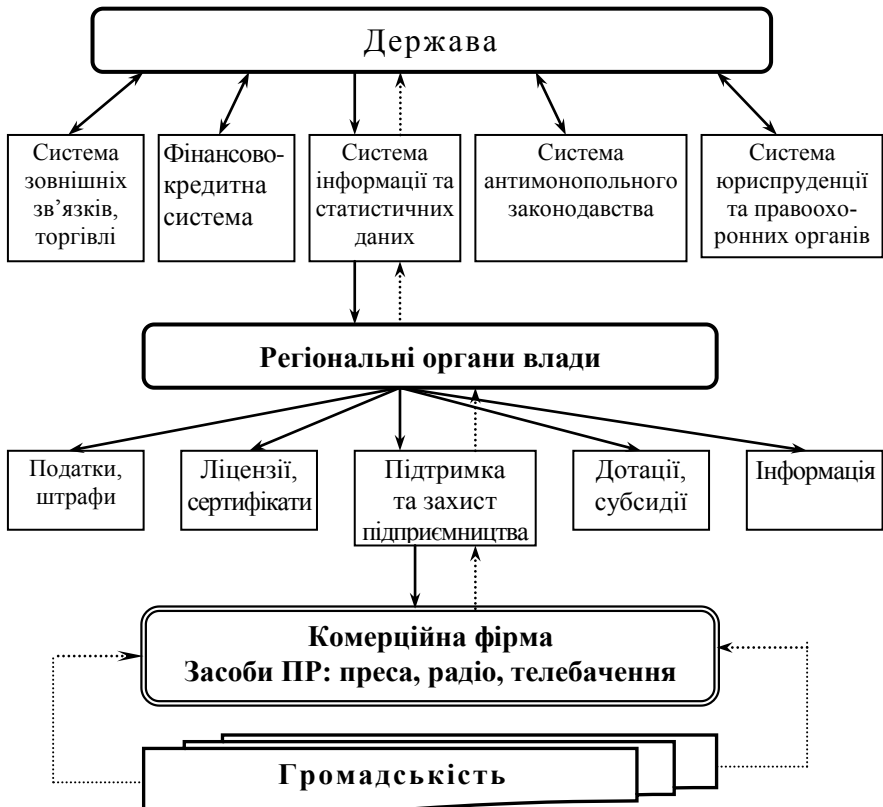 Держава
Система
зовнішніх
зв’язків,
торгівлі
Фінансово-
кредитна
система
Система
інформації та
статистичних
даних
Система
антимонопольного
законодавства
Система
юриспруденції
та правоохо-
ронних органів
Регіональні органи влади
Податки,
штрафи
Ліцензії,
сертифікати
Підтримка
та захист
підприємництва
Дотації,
субсидії
Інформація
Комерційна фірма
Засоби ПР: преса, радіо, телебачення
Громадськість